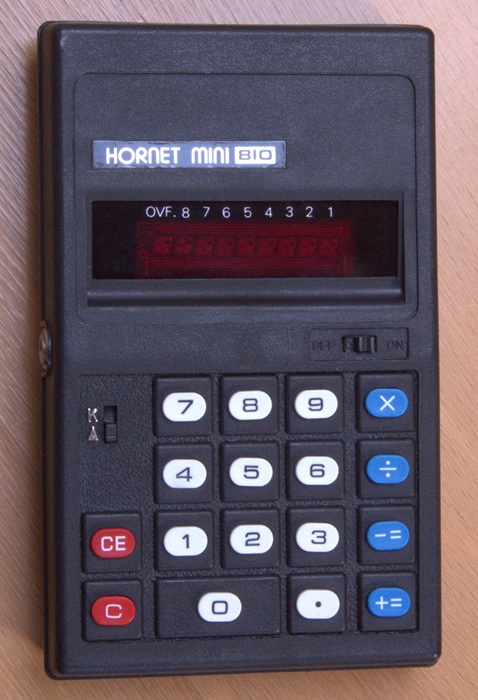 HORNET MINI 810
OVF. 8 7 6 5 4 3 2 1
OFF ON
K
A
7 8 9 X
4 5 6 ÷
CE 1 2 3 -=
C 0 . +=